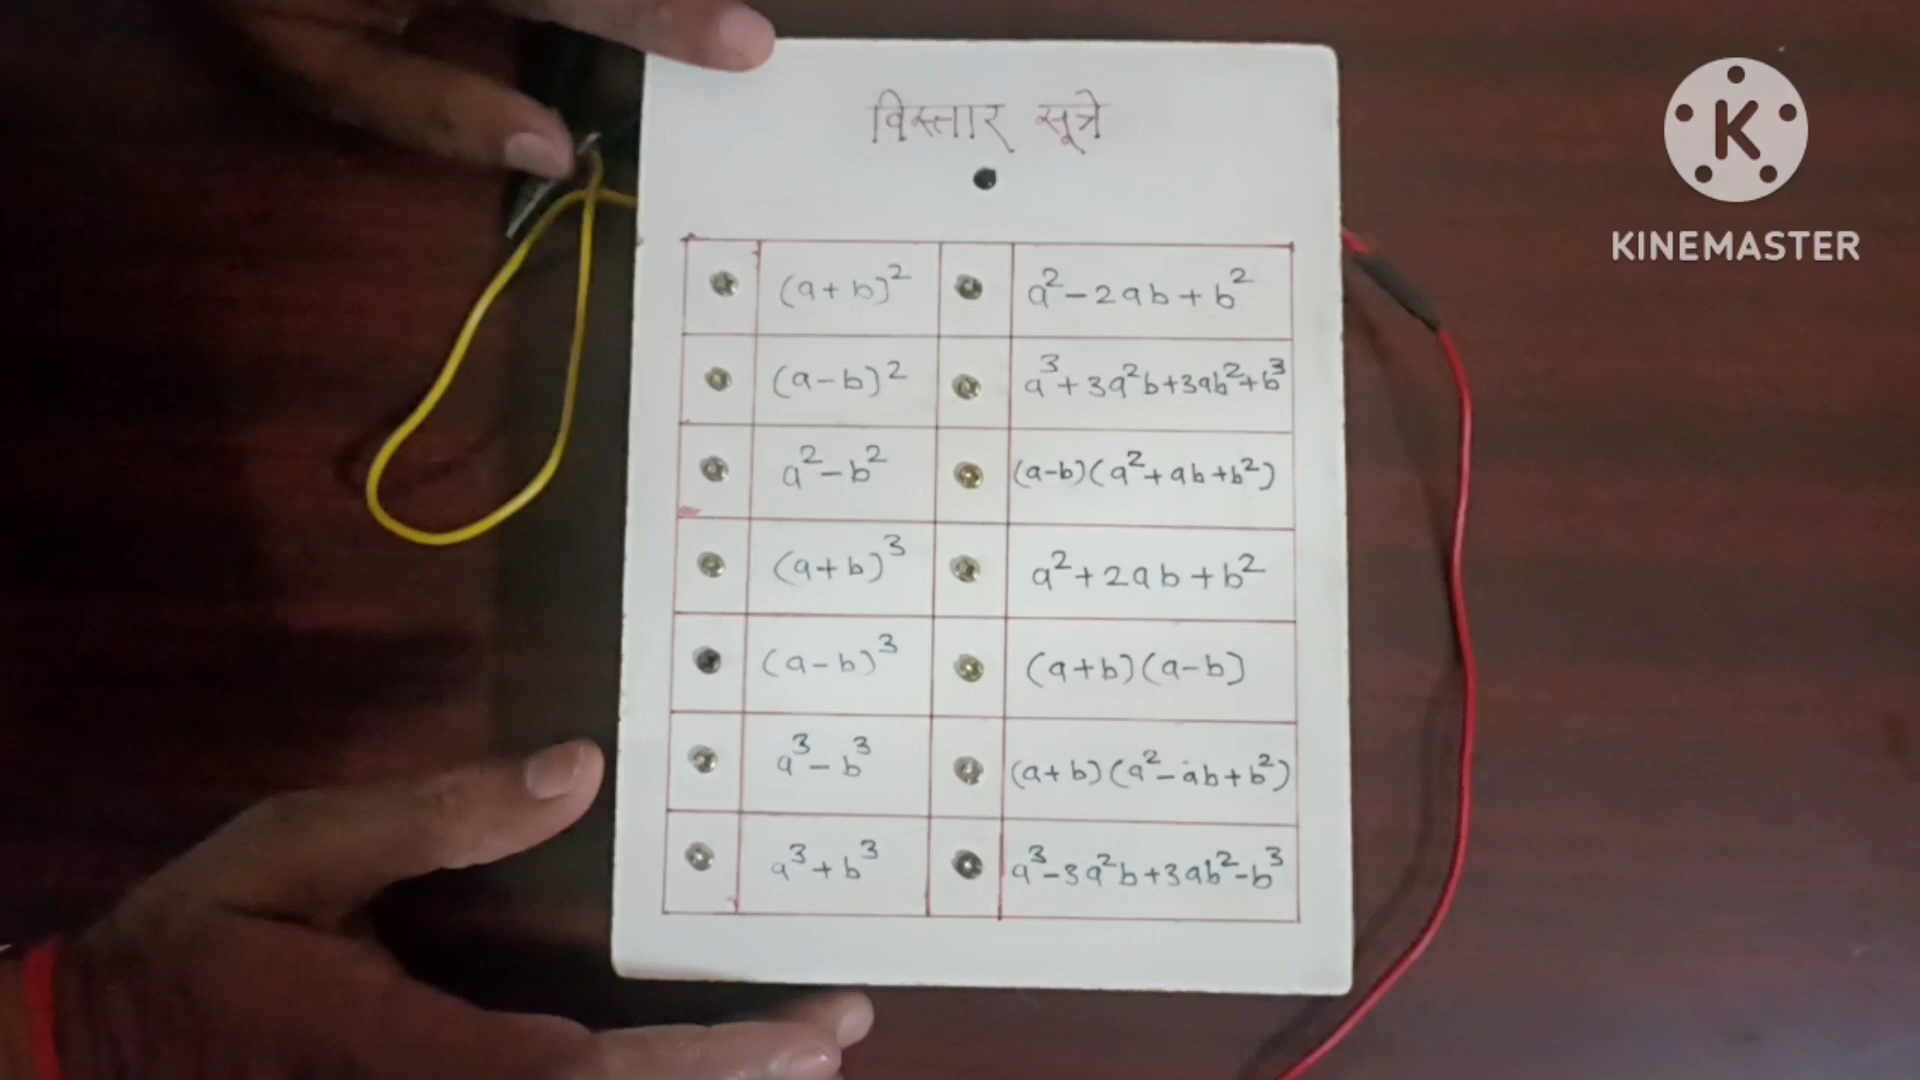 विस्तार सूत्रे
(a+b)² a²-2ab+b²
(a-b)² a³+3a²b+3ab²+b³
a²-b² (a-b)(a²+ab+b²)
(a+b)³ a²+2ab+b²
(a-b)³ (a+b)(a-b)
a³-b³ (a+b)(a²-ab+b²)
a³+b³ a³-3a²b+3ab²-b³
K
KINEMASTER